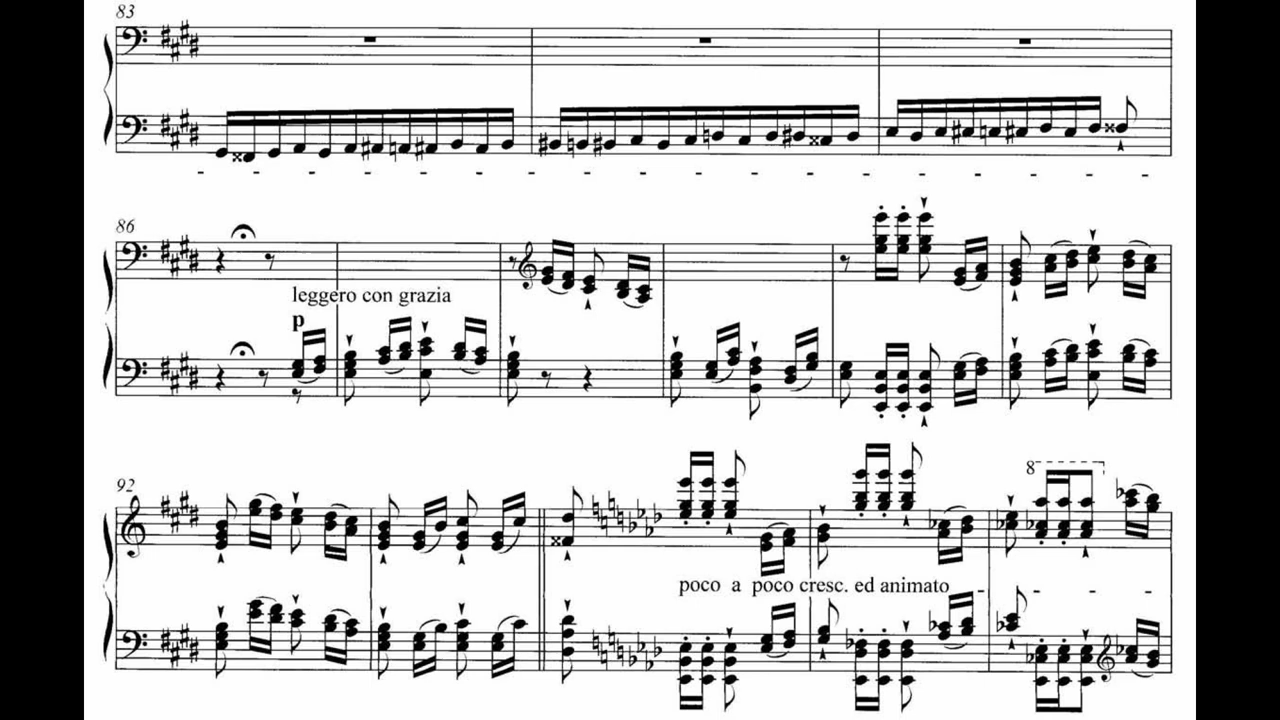 83
86
leggero con grazia
p
92
8
poco a poco cresc. ed animato